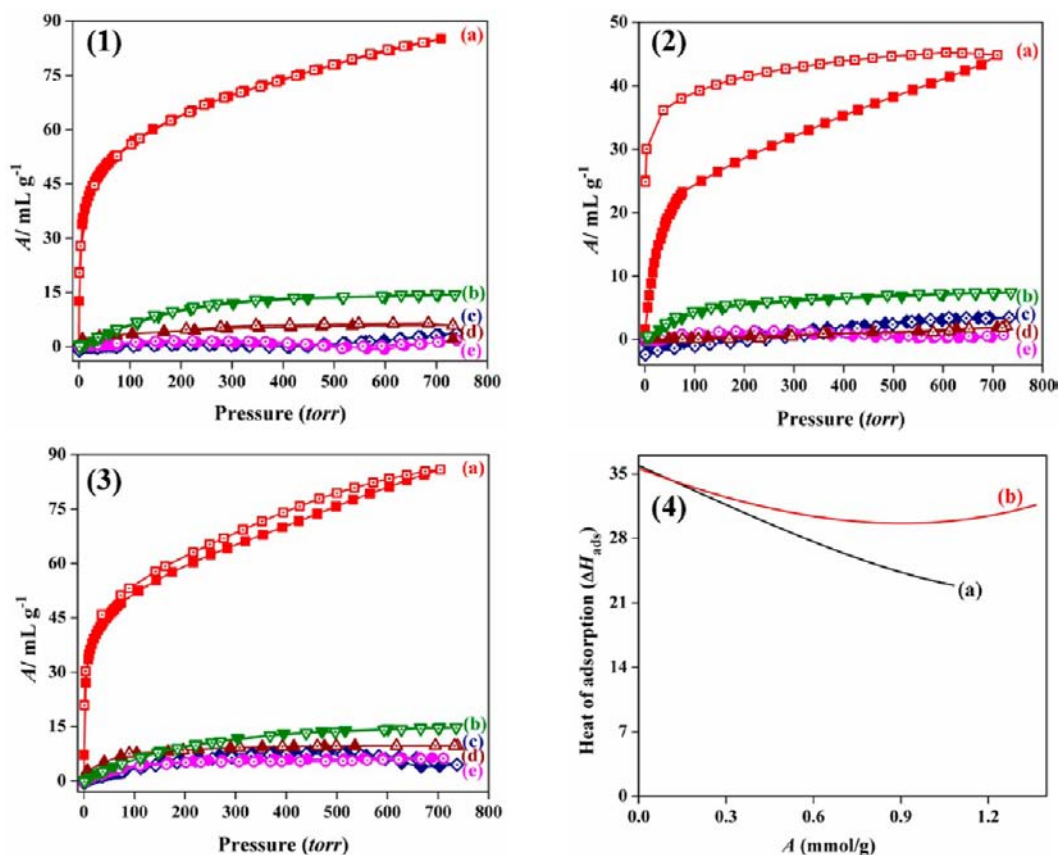 (1)
90
75
60
45
30
15
0
A/ mL g⁻¹
(a)
(b)
(c)
(d)
(e)
0 100 200 300 400 500 600 700 800
Pressure (torr)
(2)
50
40
30
20
10
0
A/ mL g⁻¹
(a)
(b)
(c)
(d)
(e)
0 100 200 300 400 500 600 700 800
Pressure (torr)
(3)
90
75
60
45
30
15
0
A/ mL g⁻¹
(a)
(b)
(c)
(d)
(e)
0 100 200 300 400 500 600 700 800
Pressure (torr)
(4)
35
28
21
14
7
0
Heat of adsorption (ΔHads)
(b)
(a)
0.0 0.3 0.6 0.9 1.2
A (mmol/g)